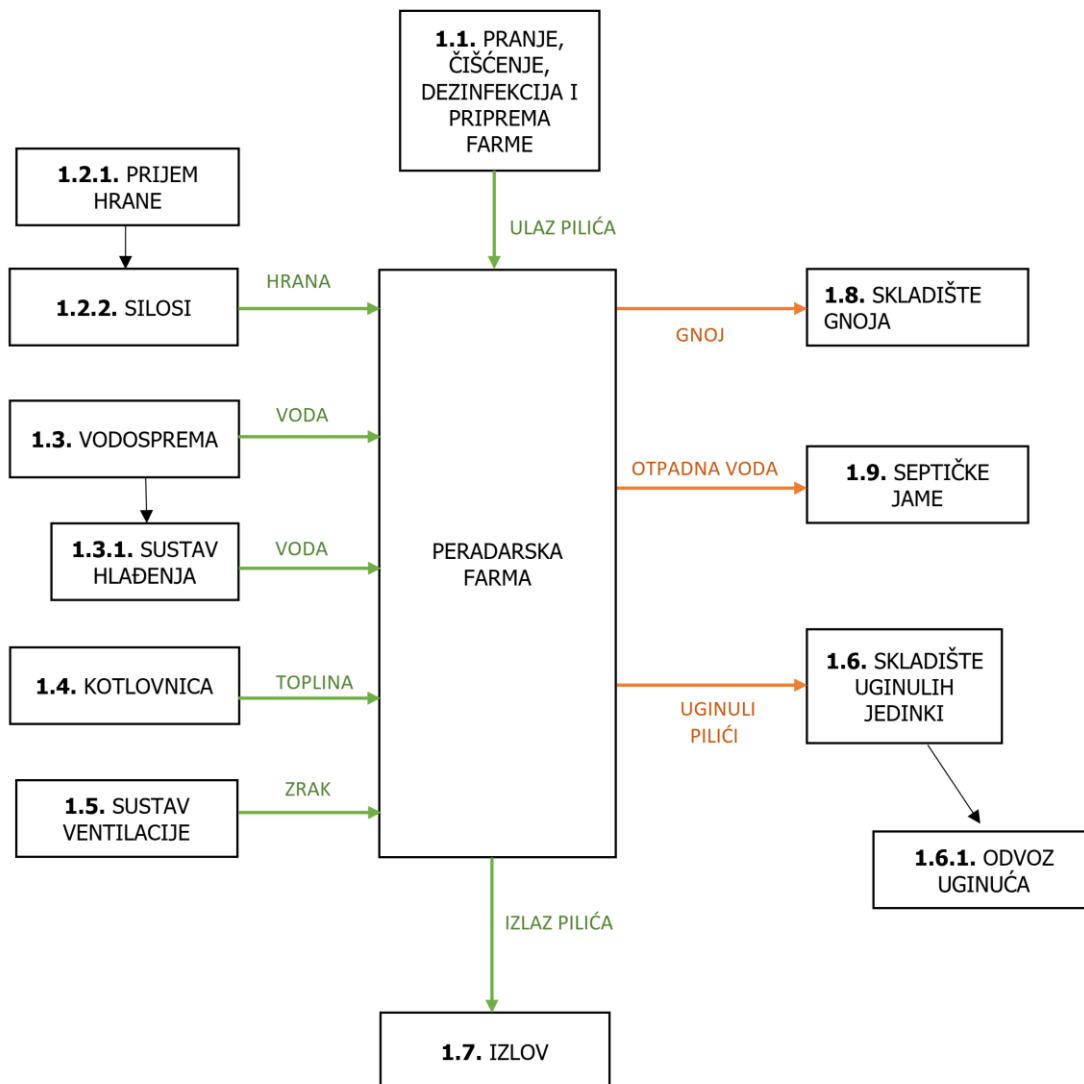 1.1. PRANJE,
ČIŠĆENJE,
DEZINFEKCIJA I
PRIPREMA
FARME
1.2.1. PRIJEM
HRANE
ULAZ PILIĆA
1.2.2. SILOSI
HRANA
1.8. SKLADIŠTE
GNOJA
GNOJ
1.3. VODOSPREMA
VODA
OTPADNA VODA
1.9. SEPTIČKE
JAME
1.3.1. SUSTAV
HLAĐENJA
VODA
PERADARSKA
FARMA
1.4. KOTLOVNICA
TOPLINA
UGINULI
PILIĆI
1.6. SKLADIŠTE
UGINULIH
JEDINKI
1.5. SUSTAV
VENTILACIJE
ZRAK
1.6.1. ODVOZ
UGINUĆA
IZLAZ PILIĆA
1.7. IZLOV